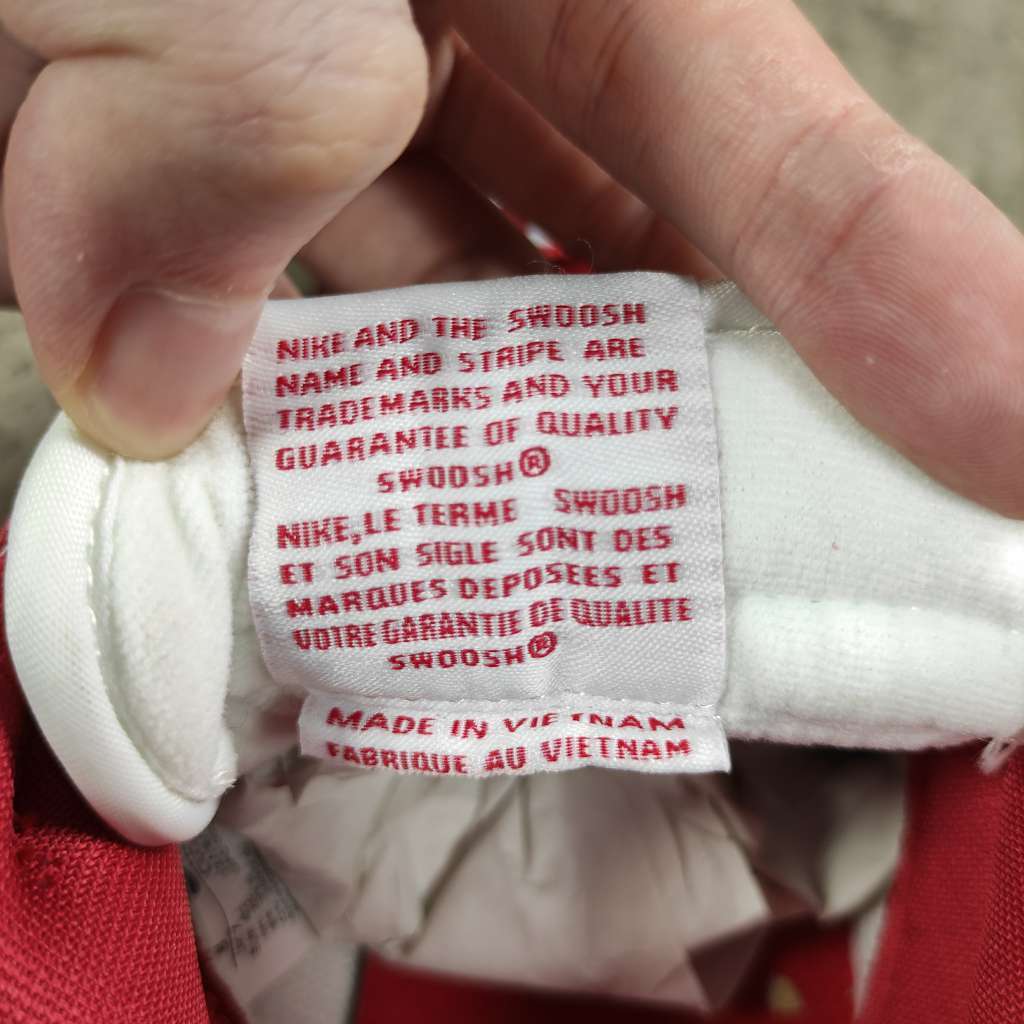 NIKE AND THE SWOOSH
NAME AND STRIPE ARE
TRADEMARKS AND YOUR
GUARANTEE OF QUALITY
SWOOSH®
NIKE, LE TERME SWOOSH
ET SON SIGLE SONT DES
MARQUES DEPOSEES ET
VOTRE GARANTIE DE QUALITE
SWOOSH®
MADE IN VIETNAM
FABRIQUE AU VIETNAM